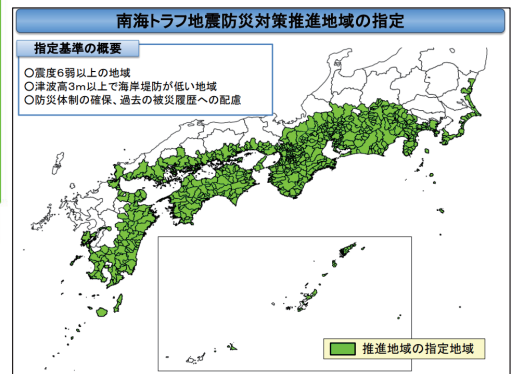 南海トラフ地震防災対策推進地域の指定
指定基準の概要
○震度6弱以上の地域
○津波高3m以上で海岸堤防が低い地域
○防災体制の確保、過去の被災履歴への配慮
推進地域の指定地域